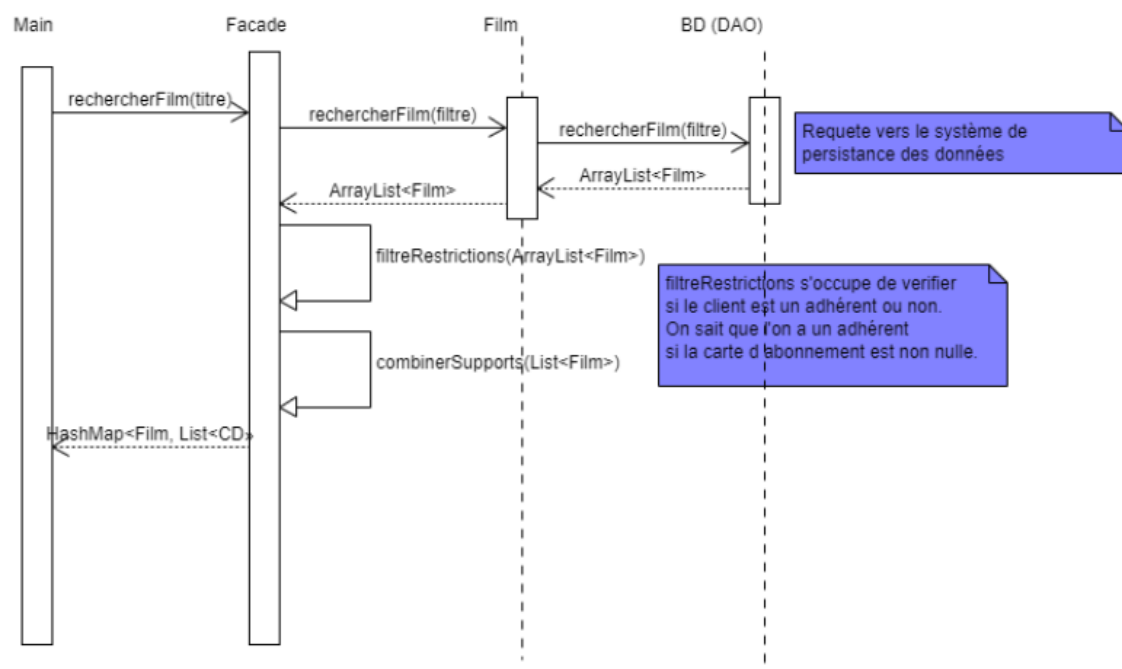 Main
Facade
Film
BD (DAO)
rechercherFilm(titre)
rechercherFilm(filtre)
rechercherFilm(filtre)
Requete vers le système de
persistance des données
ArrayList<Film>
ArrayList<Film>
filtreRestrictions(ArrayList<Film>)
filtreRestrictions s'occupe de verifier
si le client est un adhérent ou non.
On sait que l'on a un adhérent
si la carte d'abonnement est non nulle.
combinerSupports(List<Film>)
HashMap<Film, List<CD>>